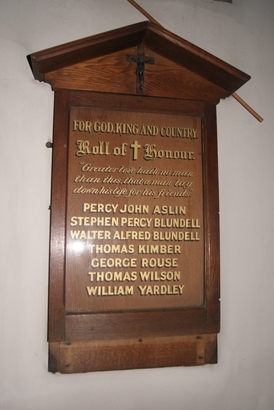 FOR GOD, KING AND COUNTRY
Roll of Honour.
"Greater love hath no man
than this, that a man lay
down his life for his friends."
PERCY JOHN ASLIN
STEPHEN PERCY BLUNDELL
WALTER ALFRED BLUNDELL
THOMAS KIMBER
GEORGE ROUSE
THOMAS WILSON
WILLIAM YARDLEY